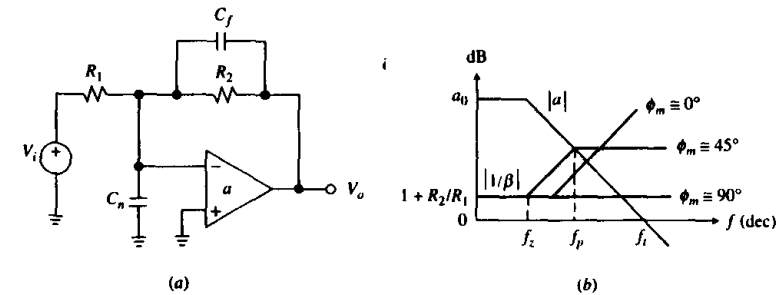 C_f
R_1
R_2
V_i
a
C_n
V_o
(a)
i
dB
a_0
|a|
ϕ_m ≅ 0°
ϕ_m ≅ 45°
|1/β|
1 + R_2/R_1
ϕ_m ≅ 90°
0
f (dec)
f_z
f_p
f_t
(b)